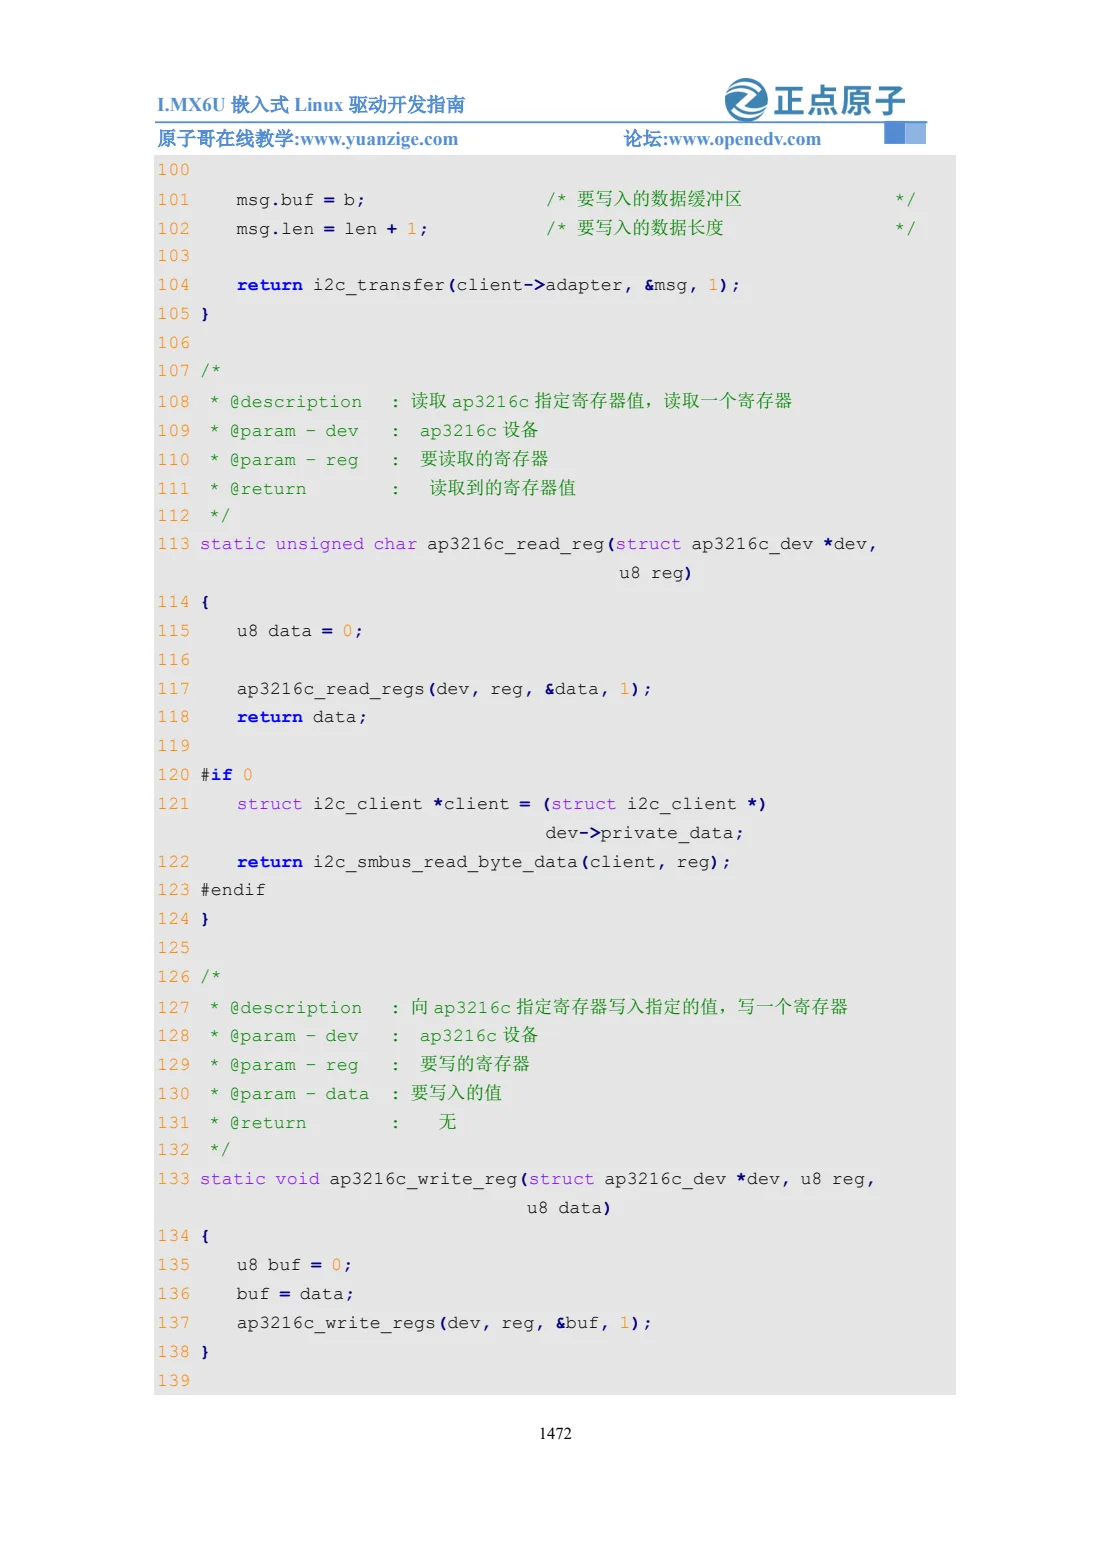 I.MX6U 嵌入式 Linux 驱动开发指南
正点原子
原子哥在线教学:www.yuanzige.com 论坛:www.openedv.com
100
101 msg.buf = b; /* 要写入的数据缓冲区 */
102 msg.len = len + 1; /* 要写入的数据长度 */
103
104 return i2c_transfer(client->adapter, &msg, 1);
105 }
106
107 /*
108 * @description : 读取 ap3216c 指定寄存器值，读取一个寄存器
109 * @param – dev : ap3216c 设备
110 * @param – reg : 要读取的寄存器
111 * @return : 读取到的寄存器值
112 */
113 static unsigned char ap3216c_read_reg(struct ap3216c_dev *dev,
u8 reg)
114 {
115 u8 data = 0;
116
117 ap3216c_read_regs(dev, reg, &data, 1);
118 return data;
119
120 #if 0
121 struct i2c_client *client = (struct i2c_client *)
dev->private_data;
122 return i2c_smbus_read_byte_data(client, reg);
123 #endif
124 }
125
126 /*
127 * @description : 向 ap3216c 指定寄存器写入指定的值，写一个寄存器
128 * @param – dev : ap3216c 设备
129 * @param – reg : 要写的寄存器
130 * @param – data : 要写入的值
131 * @return : 无
132 */
133 static void ap3216c_write_reg(struct ap3216c_dev *dev, u8 reg,
u8 data)
134 {
135 u8 buf = 0;
136 buf = data;
137 ap3216c_write_regs(dev, reg, &buf, 1);
138 }
139
1472